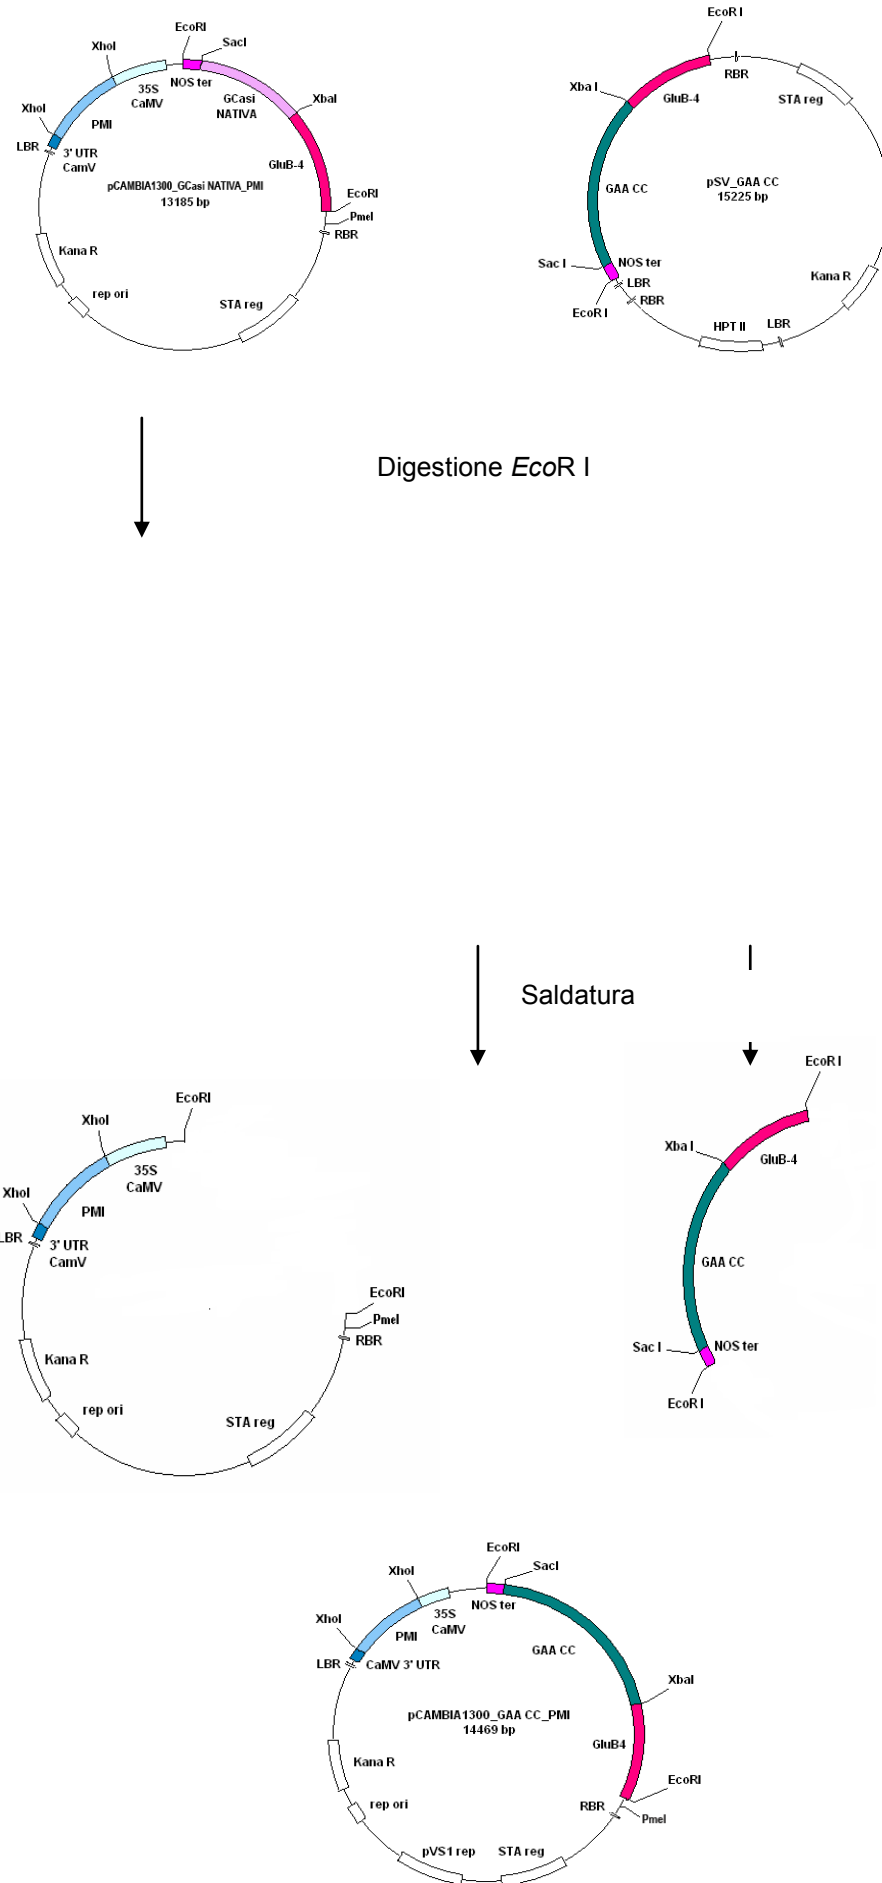 EcoRI
SacI
XhoI
35S
CaMV
NOS ter
GCasi
NATIVA
XbaI
XhoI
PMI
LBR
3' UTR
CamV
GluB-4
pCAMBIA1300_GCasi NATIVA_PMI
13185 bp
EcoRI
PmeI
RBR
Kana R
rep ori
STA reg
EcoR I
RBR
Xba I
GluB-4
STA reg
GAA CC
pSV_GAA CC
15225 bp
Sac I
NOS ter
LBR
RBR
EcoR I
Kana R
HPT II
LBR
Digestione EcoR I
Saldatura
EcoRI
XhoI
35S
CaMV
XhoI
PMI
LBR
3' UTR
CamV
EcoRI
PmeI
RBR
Kana R
rep ori
STA reg
EcoR I
Xba I
GluB-4
GAA CC
Sac I
NOS ter
EcoR I
EcoRI
SacI
XhoI
NOS ter
35S
CaMV
XhoI
PMI
GAA CC
LBR
CaMV 3' UTR
XbaI
pCAMBIA1300_GAA CC_PMI
14469 bp
GluB4
Kana R
EcoRI
rep ori
RBR
PmeI
pVS1 rep
STA reg